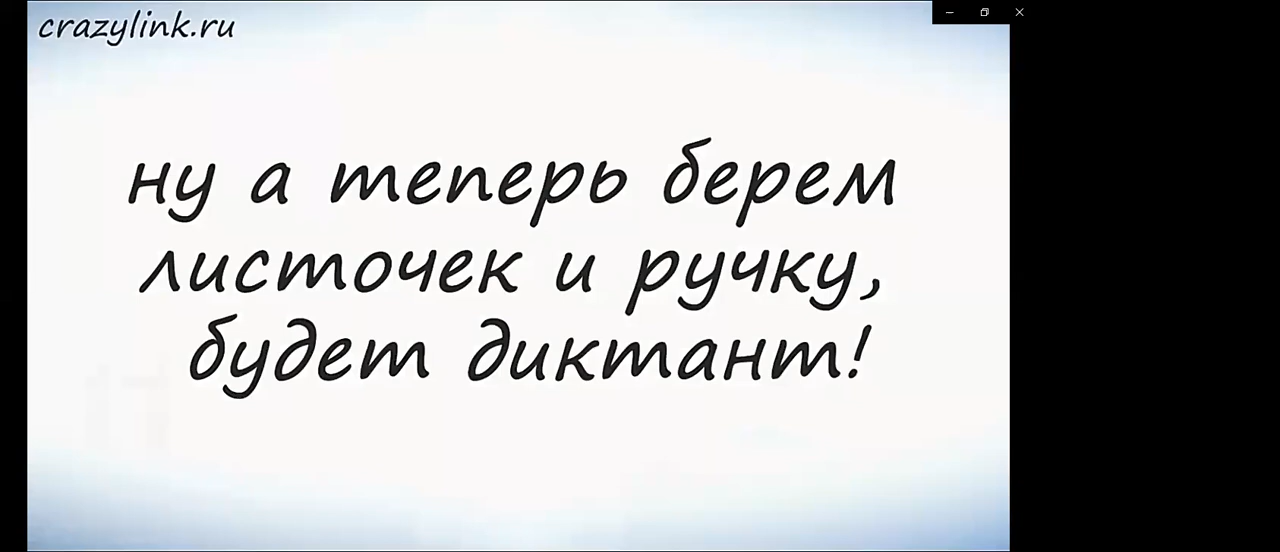 crazylink.ru
ну а теперь берем
листочек и ручку,
будет диктант!